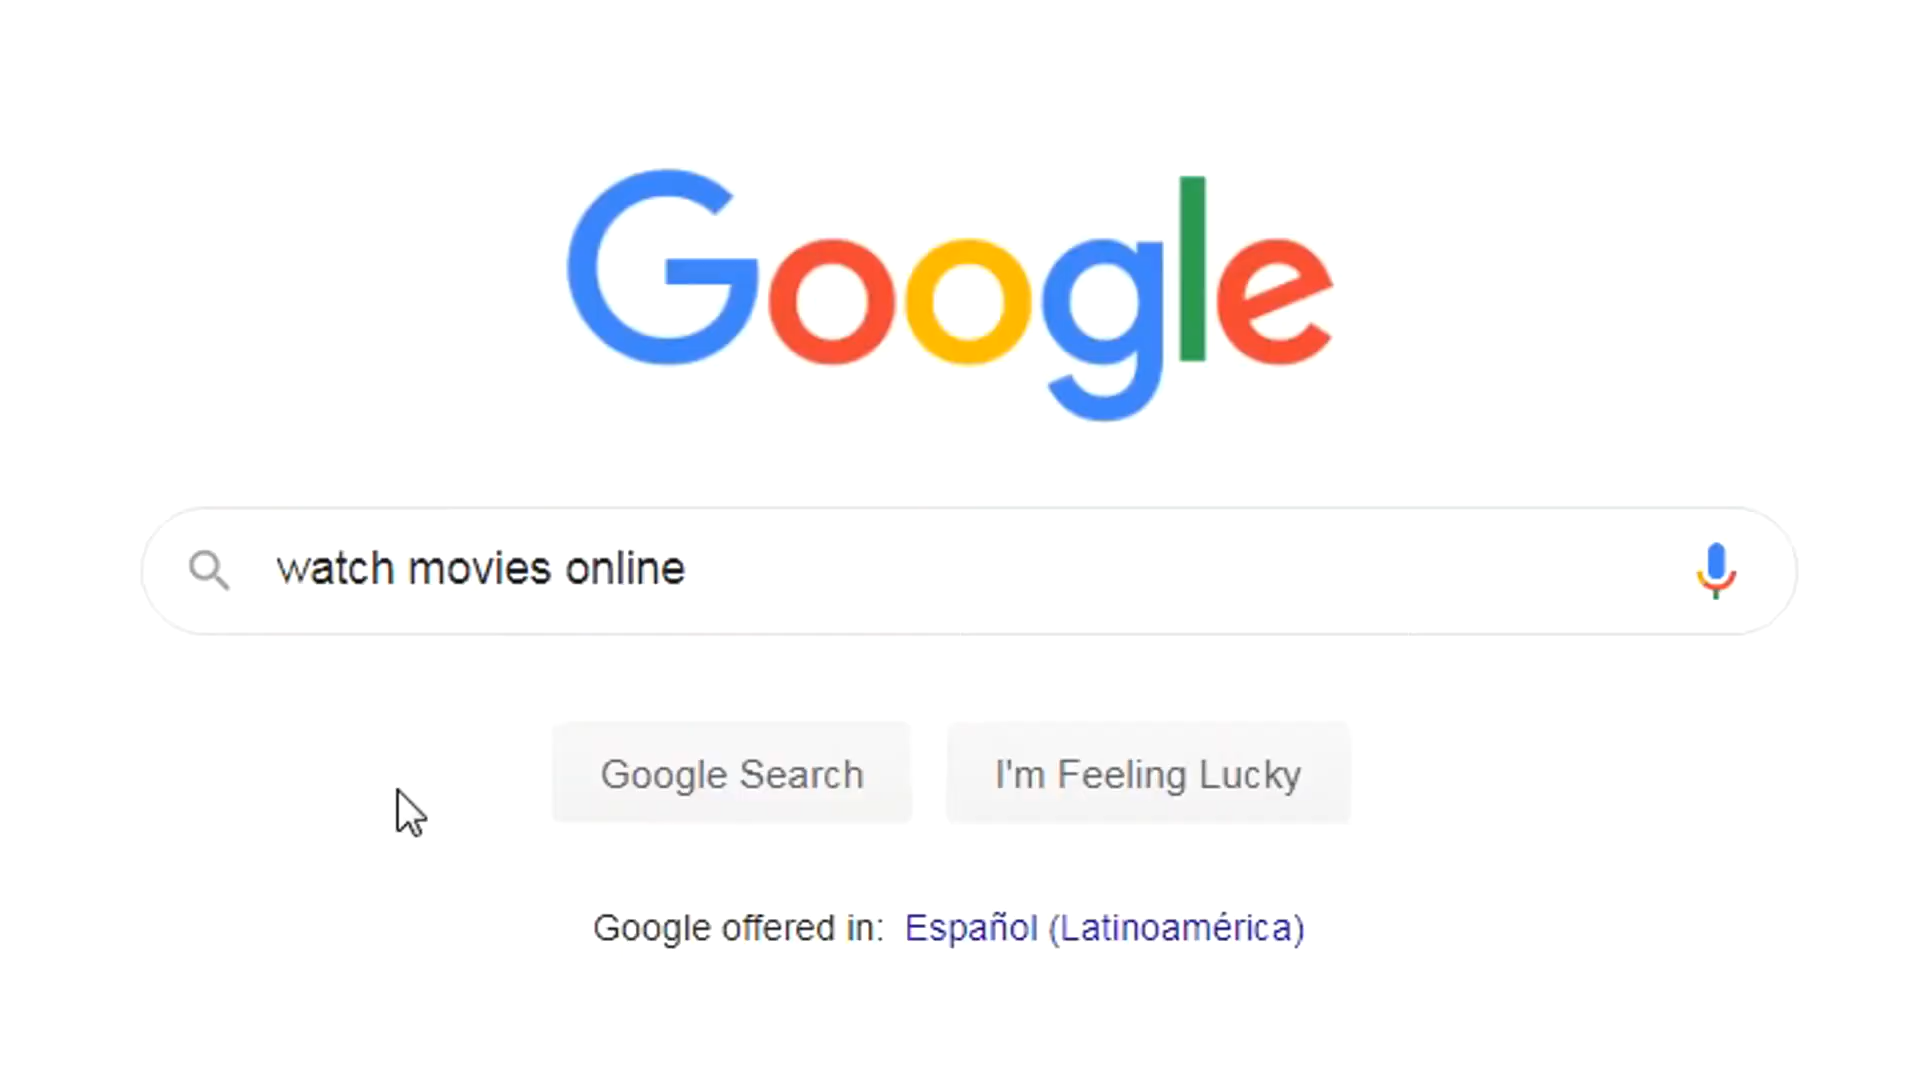 Google
watch movies online
Google Search
I'm Feeling Lucky
Google offered in: Español (Latinoamérica)